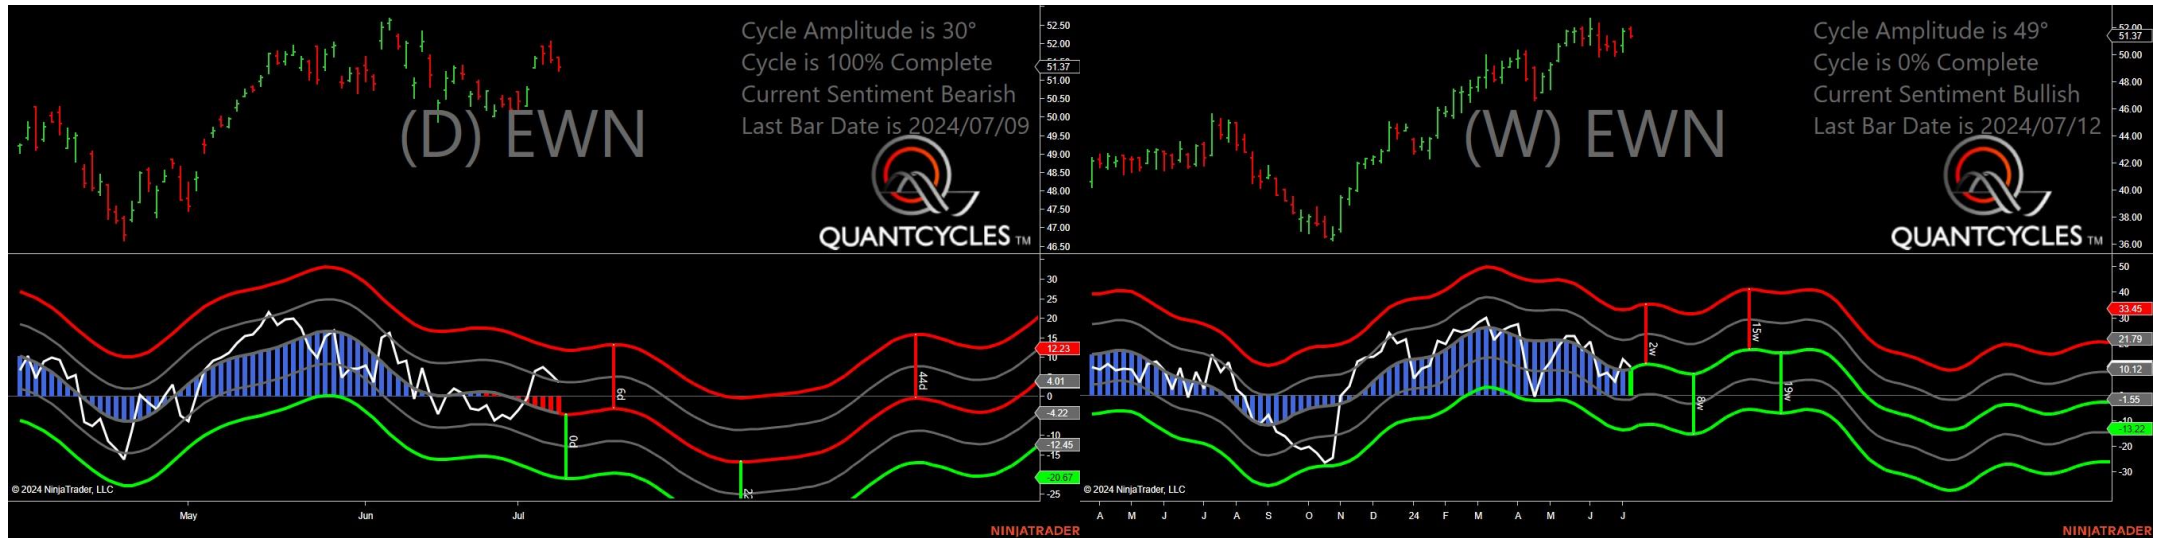 Cycle Amplitude is 30°
Cycle is 100% Complete
Current Sentiment Bearish
Last Bar Date is 2024/07/09
(D) EWN
QUANTCYCLES TM
52.50
52.00
51.37
51.00
50.50
50.00
49.50
49.00
48.50
48.00
47.50
47.00
46.50
30
25
20
15
12.23
10
4.01
0
-4.22
-10
-12.45
-15
-20.67
-25
6d
44d
0d
© 2024 NinjaTrader, LLC
May Jun Jul
NINJATRADER
Cycle Amplitude is 49°
Cycle is 0% Complete
Current Sentiment Bullish
Last Bar Date is 2024/07/12
(W) EWN
QUANTCYCLES TM
52.00
51.37
50.00
48.00
46.00
44.00
42.00
40.00
38.00
36.00
50
40
33.45
30
21.79
10.12
-1.55
-10
-13.22
-20
-30
2w
15w
8w
19w
© 2024 NinjaTrader, LLC
A M J J A S O N D 24 F M A M J J
NINJATRADER